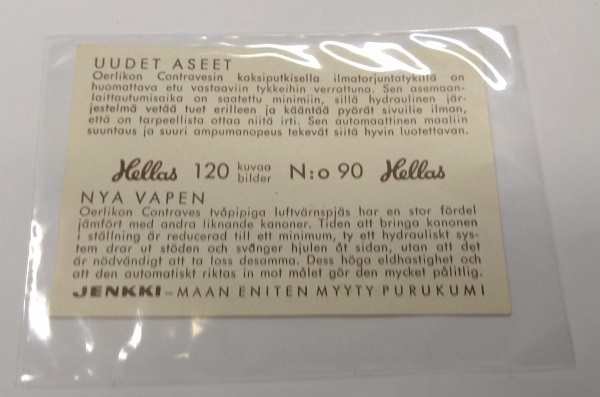 UUDET ASEET
Oerlikon Contravesin kaksiputkisella ilmatorjuntatykillä on
huomattava etu vastaaviin tykkeihin verrattuna. Sen aseman-
laittautumisaika on saatettu minimiin, sillä hydraulinen jär-
jestelmä vetää tuet erilleen ja kääntää pyörät sivuille ilman,
että on tarpeellista ottaa niitä irti. Sen automaattinen maaliin
suuntaus ja suuri ampumanopeus tekevät siitä hyvin luotettavan.
Hellas 120 kuvaa bilder N:o 90 Hellas
NYA VAPEN
Oerlikon Contraves tvåpipiga luftvärnspjäs har en stor fördel
jämfört med andra liknande kanoner. Tiden att bringa kanonen
i ställning är reducerad till ett minimum, ty ett hydrauliskt sys-
tem drar ut stöden och svänger hjulen åt sidan, utan att det
är nödvändigt att ta loss desamma. Dess höga eldhastighet och
att den automatiskt riktas in mot målet gör den mycket pålitlig.
JENKKI – MAAN ENITEN MYYTY PURUKUMI